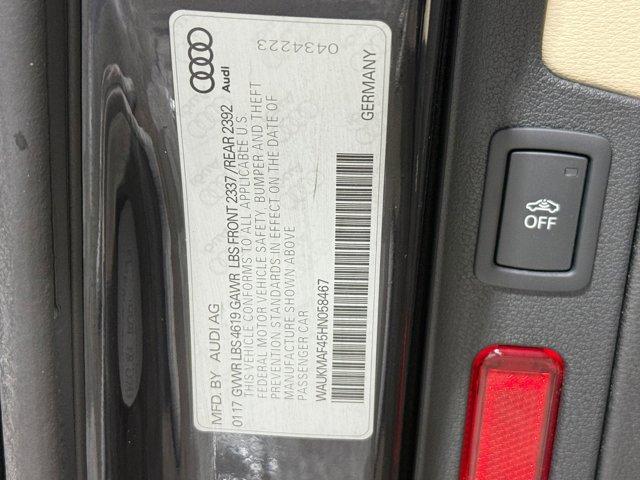 MFD. BY AUDI AG
0117 GVWR LBS 4619 GAWR LBS FRONT 2337/REAR 2392
THIS VEHICLE CONFORMS TO ALL APPLICABLE U.S.
FEDERAL MOTOR VEHICLE SAFETY, BUMPER AND THEFT
PREVENTION STANDARDS IN EFFECT ON THE DATE OF
MANUFACTURE SHOWN ABOVE
PASSENGER CAR
WAUKMAF45HN058467
GERMANY
Audi
0434223
OFF